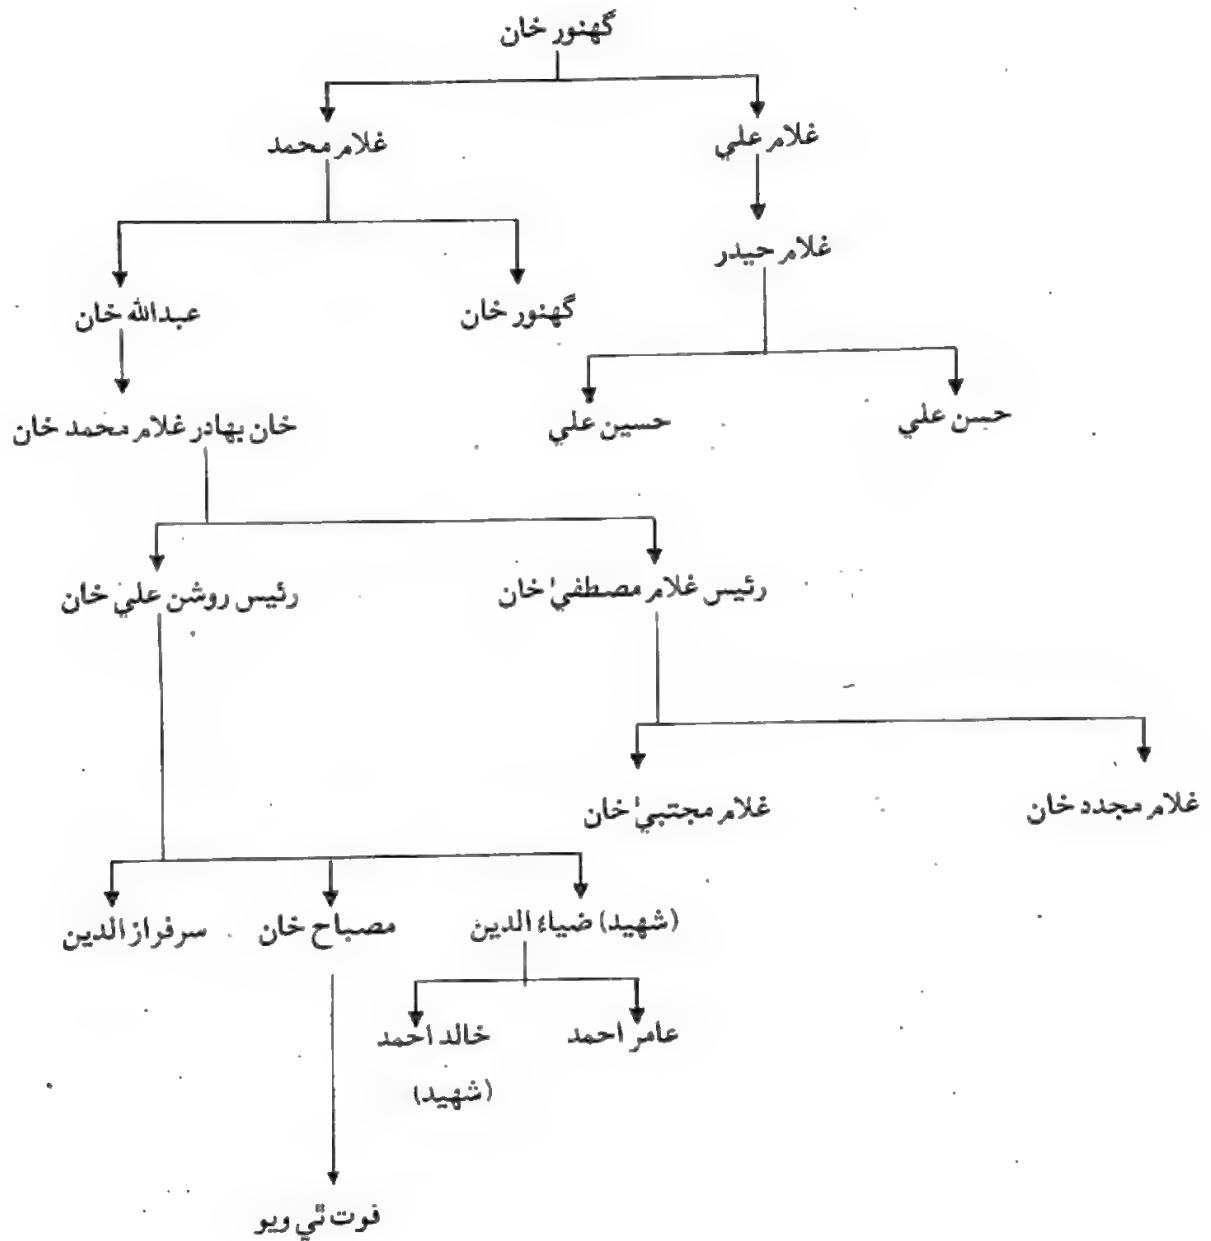 گهنور خان
غلام علي
غلام محمد
غلام حيدر
گهنور خان
عبدالله خان
حسن علي
حسين علي
خان بهادر غلام محمد خان
رئيس غلام مصطفيٰ خان
رئيس روشن علي خان
غلام مجدد خان
غلام مجتبيٰ خان
(شهيد) ضياءُ الدين
مصباح خان
سرفراز الدين
عامر احمد
خالد احمد
(شهيد)
فوت ٿي ويو